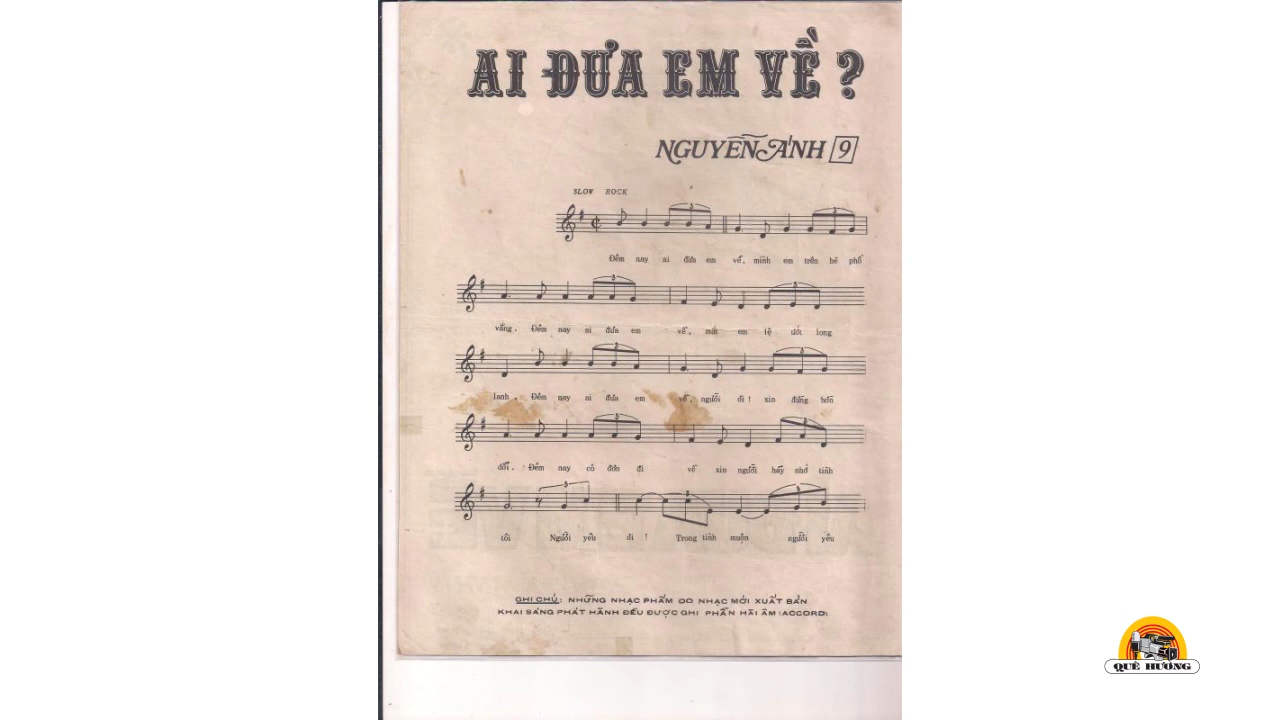 AI ĐƯA EM VỀ ?
NGUYỄN ÁNH 9
SLOW ROCK
Đêm nay ai đưa em về, mình em trên hè phố
vắng. Đêm nay ai đưa em về, mắt em lệ ướt long
lanh. Đêm nay ai đưa em về, người đi! xin đừng hờn
dỗi. Đêm nay cô đơn đi về xin người hãy nhớ tình
tôi Người yêu đi! Trong tình muộn người yêu
GHI CHÚ: NHỮNG NHẠC PHẨM DO NHẠC MỚI XUẤT BẢN
KHAI SÁNG PHÁT HÀNH ĐỀU ĐƯỢC GHI PHẦN HÀI ÂM (ACCORD)
QUÊ HƯƠNG